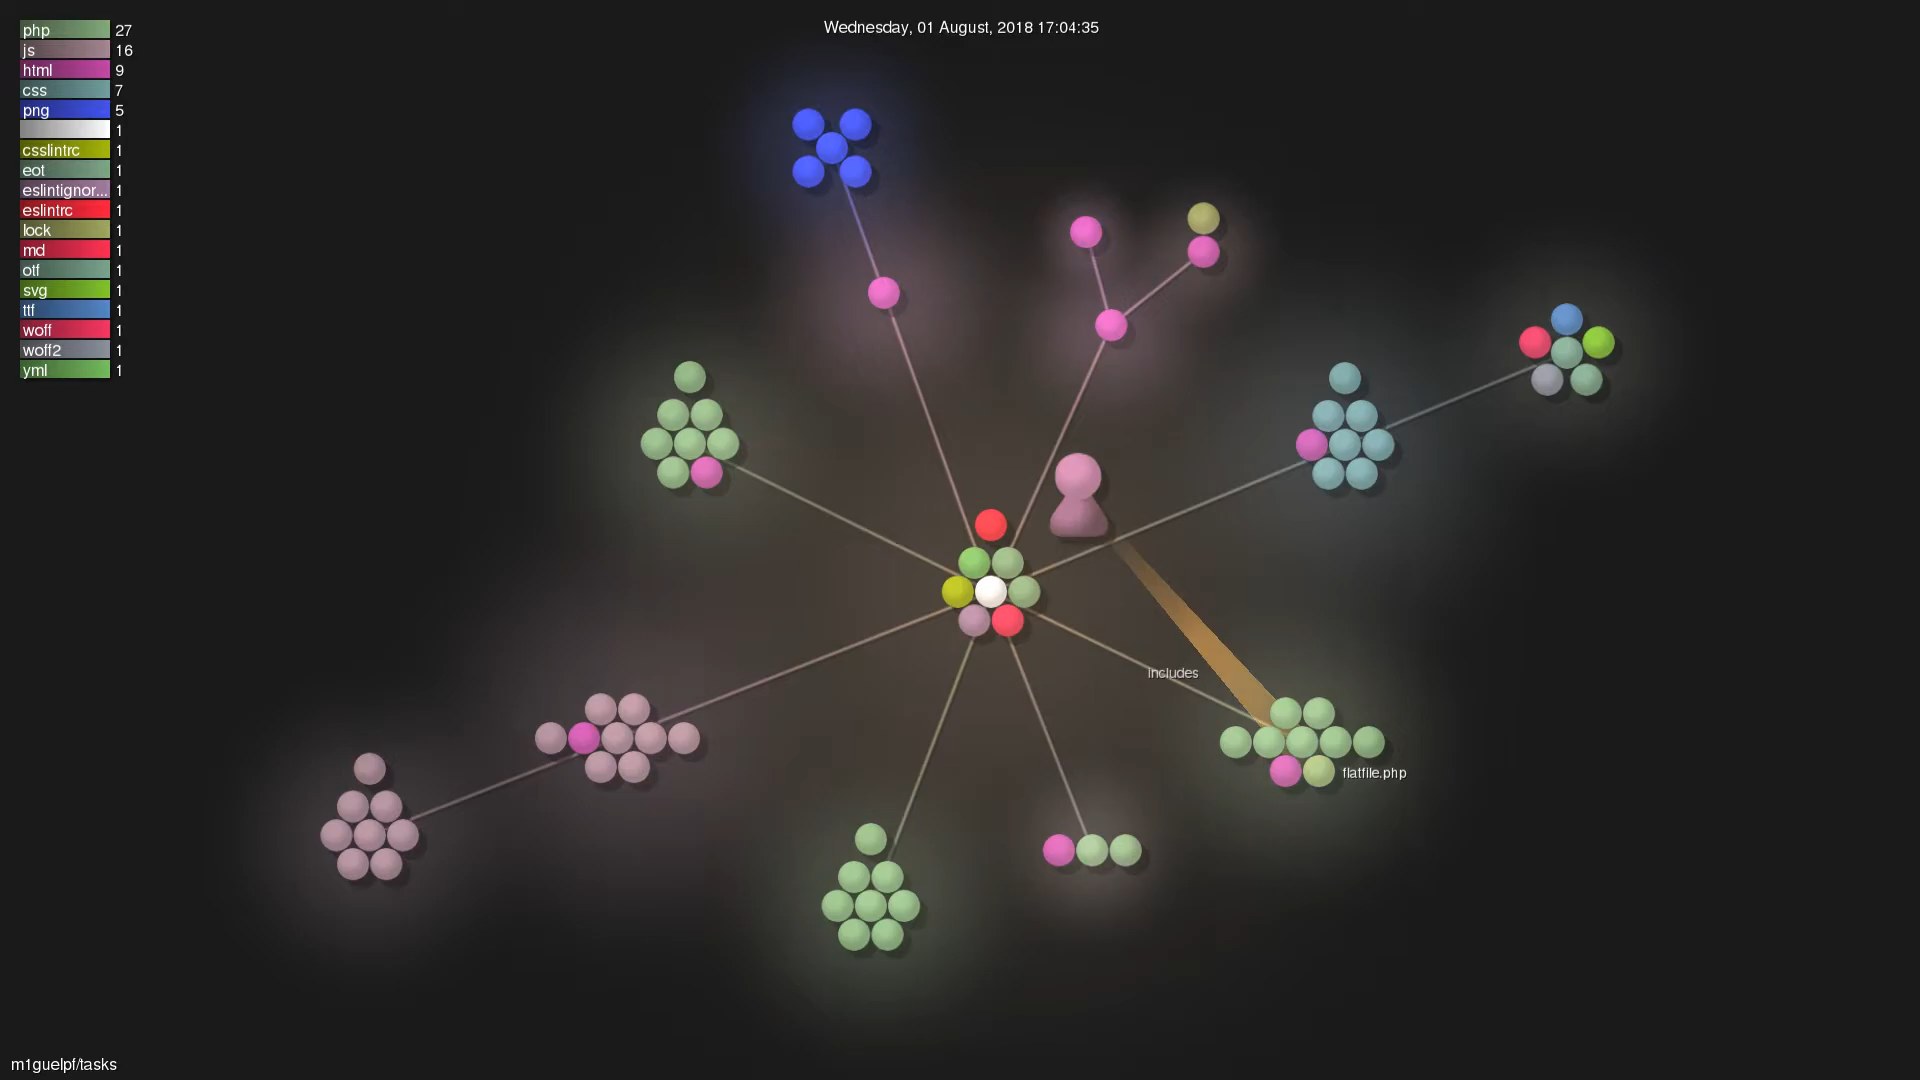 Wednesday, 01 August, 2018 17:04:35
php 27
js 16
html 9
css 7
png 5
1
csslintrc 1
eot 1
eslintignor... 1
eslintrc 1
lock 1
md 1
otf 1
svg 1
ttf 1
woff 1
woff2 1
yml 1
includes
flatfile.php
m1guelpf/tasks